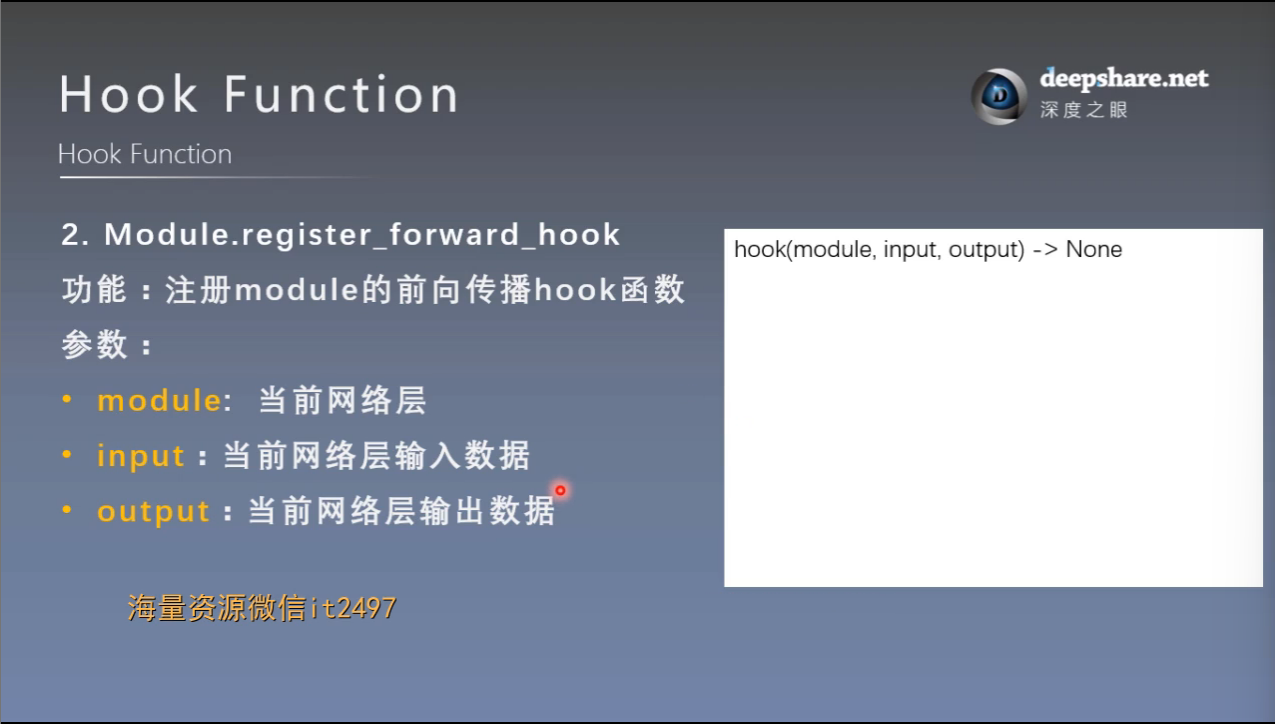 Hook Function
deepshare.net
深度之眼
Hook Function
2. Module.register_forward_hook
功能：注册module的前向传播hook函数
参数：
• module: 当前网络层
• input：当前网络层输入数据
• output：当前网络层输出数据
hook(module, input, output) -> None
海量资源微信it2497